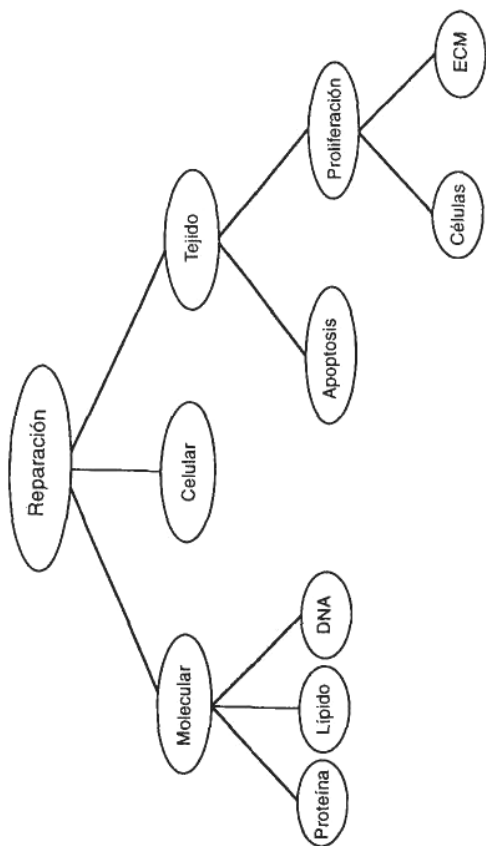 Reparación
Molecular
Celular
Tejido
Proteína
Lípido
DNA
Apoptosis
Proliferación
Células
ECM